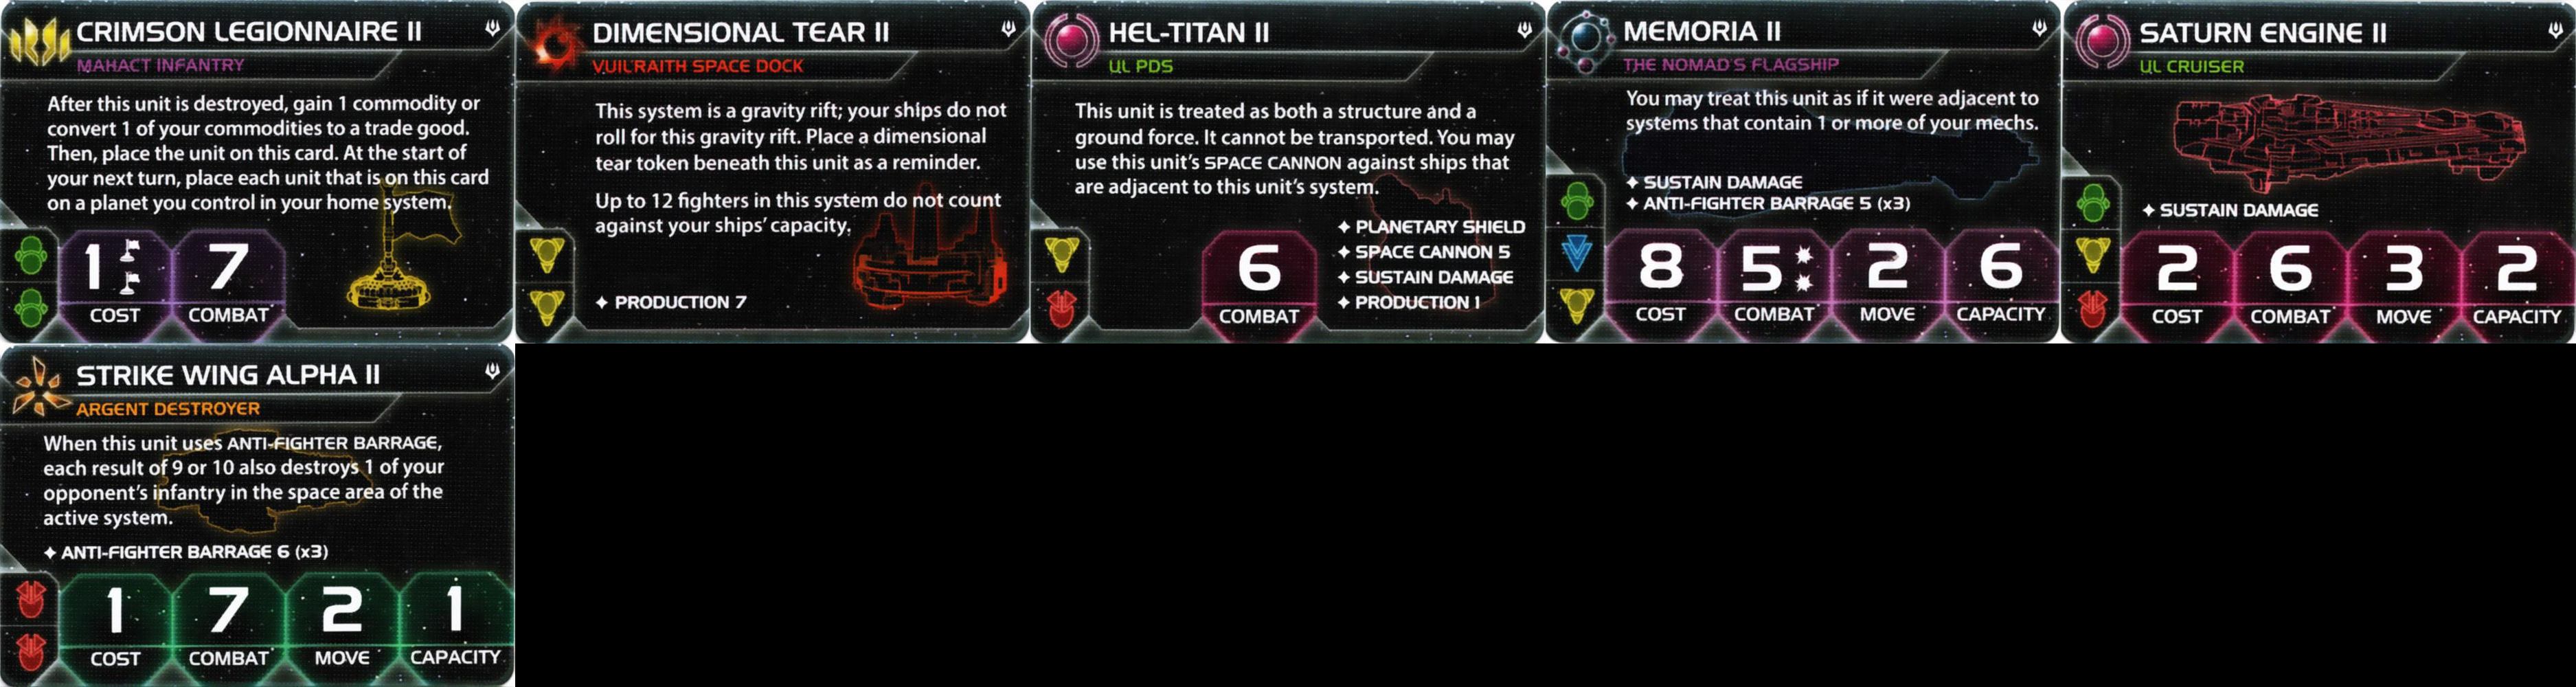 CRIMSON LEGIONNAIRE II
MAHACT INFANTRY
After this unit is destroyed, gain 1 commodity or
convert 1 of your commodities to a trade good.
Then, place the unit on this card. At the start of
your next turn, place each unit that is on this card
on a planet you control in your home system.
1 7
COST COMBAT
DIMENSIONAL TEAR II
VUIL'RAITH SPACE DOCK
This system is a gravity rift; your ships do not
roll for this gravity rift. Place a dimensional
tear token beneath this unit as a reminder.
Up to 12 fighters in this system do not count
against your ships' capacity.
✦ PRODUCTION 7
HEL-TITAN II
UL PDS
This unit is treated as both a structure and a
ground force. It cannot be transported. You may
use this unit's SPACE CANNON against ships that
are adjacent to this unit's system.
✦ PLANETARY SHIELD
✦ SPACE CANNON 5
✦ SUSTAIN DAMAGE
✦ PRODUCTION 1
6
COMBAT
MEMORIA II
THE NOMAD'S FLAGSHIP
You may treat this unit as if it were adjacent to
systems that contain 1 or more of your mechs.
✦ SUSTAIN DAMAGE
✦ ANTI-FIGHTER BARRAGE 5 (x3)
8 5 2 6
COST COMBAT MOVE CAPACITY
SATURN ENGINE II
UL CRUISER
✦ SUSTAIN DAMAGE
2 6 3 2
COST COMBAT MOVE CAPACITY
STRIKE WING ALPHA II
ARGENT DESTROYER
When this unit uses ANTI-FIGHTER BARRAGE,
each result of 9 or 10 also destroys 1 of your
opponent's infantry in the space area of the
active system.
✦ ANTI-FIGHTER BARRAGE 6 (x3)
1 7 2 1
COST COMBAT MOVE CAPACITY